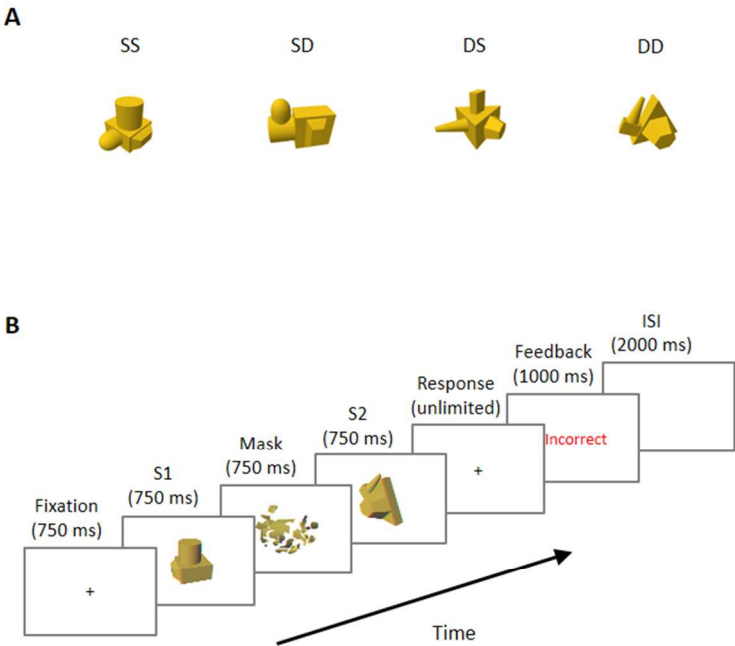 A
SS
SD
DS
DD
B
Fixation
(750 ms)
S1
(750 ms)
Mask
(750 ms)
S2
(750 ms)
Response
(unlimited)
Feedback
(1000 ms)
ISI
(2000 ms)
+
+
Incorrect
Time